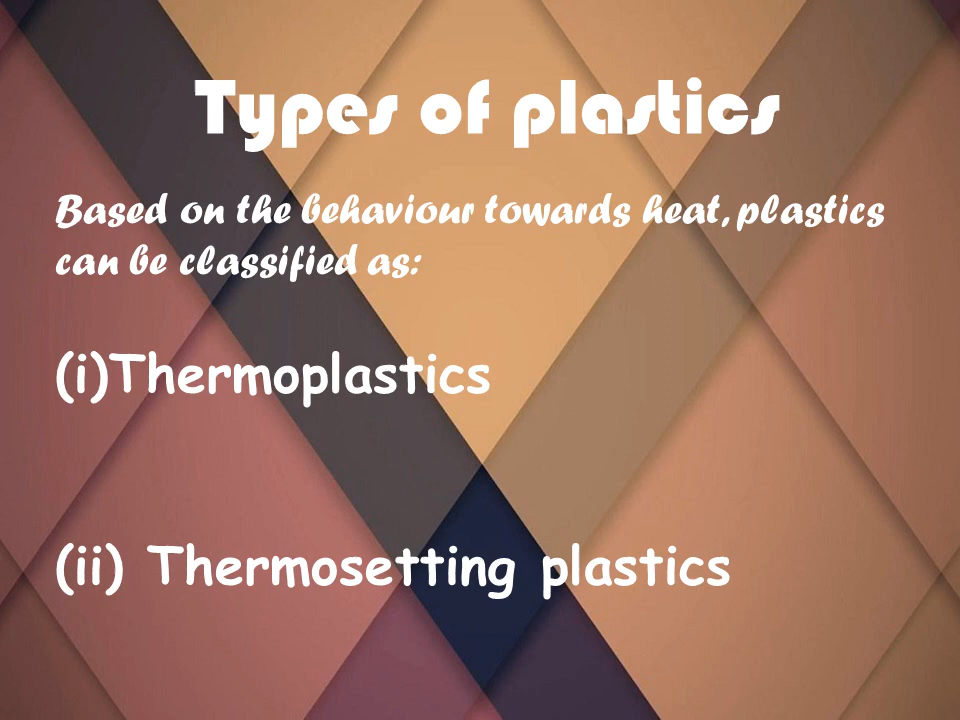 Types of plastics
Based on the behaviour towards heat, plastics
can be classified as:
(i)Thermoplastics
(ii) Thermosetting plastics